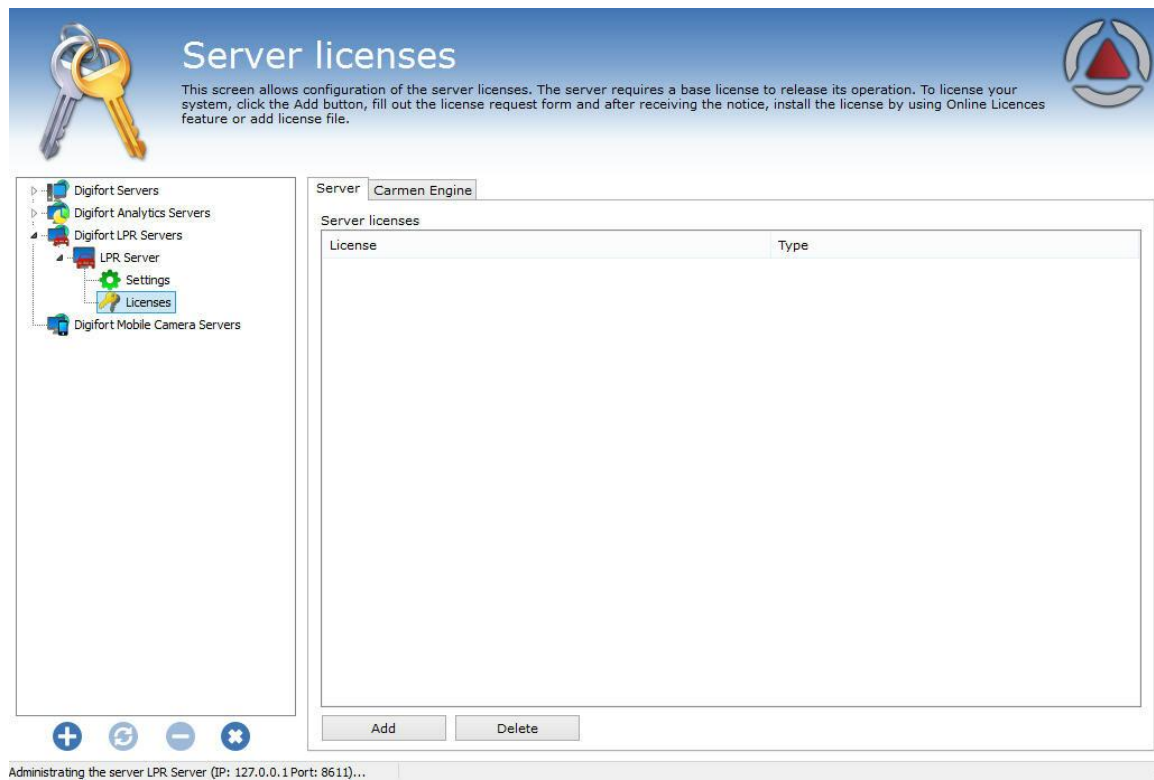 Server licenses
This screen allows configuration of the server licenses. The server requires a base license to release its operation. To license your
system, click the Add button, fill out the license request form and after receiving the notice, install the license by using Online Licences
feature or add license file.
Digifort Servers
Digifort Analytics Servers
Digifort LPR Servers
LPR Server
Settings
Licenses
Digifort Mobile Camera Servers
Server Carmen Engine
Server licenses
License Type
Add Delete
Administrating the server LPR Server (IP: 127.0.0.1 Port: 8611)...